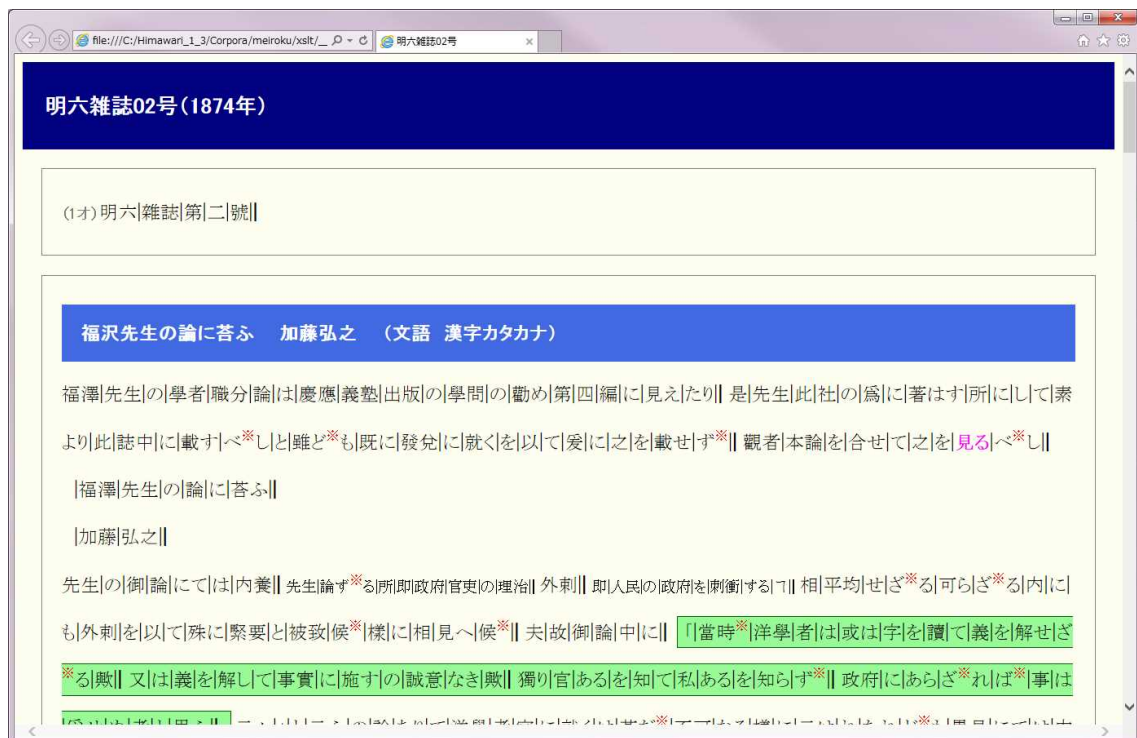 file:///C:/Himawari_1_3/Corpora/meiroku/xslt/_
明六雑誌02号
明六雑誌02号(1874年)
(1オ)明六|雜誌|第|二|號||
福沢先生の論に荅ふ 加藤弘之 (文語 漢字カタカナ)
福澤|先生|の|學者|職分|論|は|慶應|義塾|出版|の|學問|の|勸め|第|四|編|に|見え|たり|| 是|先生|此|社|の|爲|に|著はす|所|に|し|て|素
より|此|誌中|に|載す|べ※し|と|雖ど※も|既に|發兌|に|就く|を|以|て|爰に|之|を|載せ|ず※|| 觀者|本論|を|合せ|て|之|を|見る|べ※し||
|福澤|先生|の|論|に|荅ふ||
|加藤|弘之||
先生|の|御|論|にて|は|内養|| 先生|論ず※る|所|即|政府|官吏|の|理治|| 外刺|| 即|人民|の|政府|を|刺衝|する|ヿ|| 相|平均|せ|ざ※る|可ら|ざ※る|内|に|
も|外刺|を|以|て|殊に|緊要|と|被致|候※|樣|に|相|見へ|候※|| 夫|故|御|論中|に|| 「|當時※|洋學|者|は|或は|字|を|讀|て|義|を|解せ|ざ
※る|歟|| 又|は|義|を|解し|て|事實|に|施す|の|誠意|なき|歟|| 獨り|官|ある|を|知|て|私|ある|を|知ら|ず※|| 政府|に|あら|ざ※れ|ば※|事|は